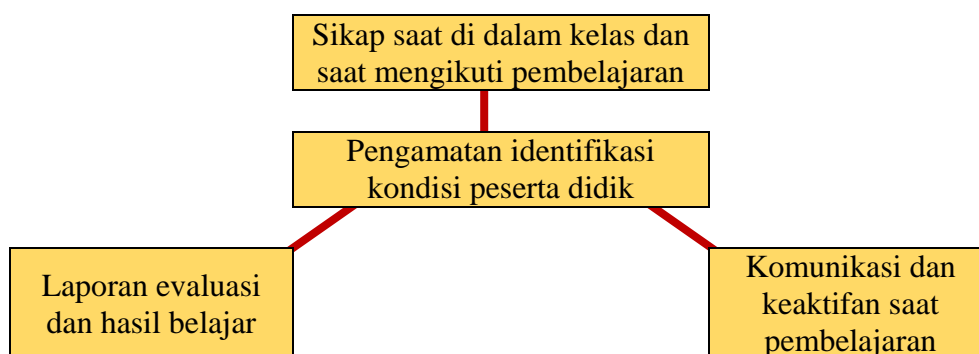 Sikap saat di dalam kelas dan
saat mengikuti pembelajaran
Pengamatan identifikasi
kondisi peserta didik
Laporan evaluasi
dan hasil belajar
Komunikasi dan
keaktifan saat
pembelajaran